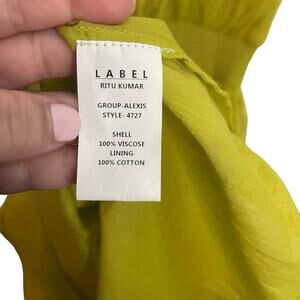 LABEL
RITU KUMAR
GROUP-ALEXIS
STYLE- 4727
SHELL
100% VISCOSE
LINING
100% COTTON